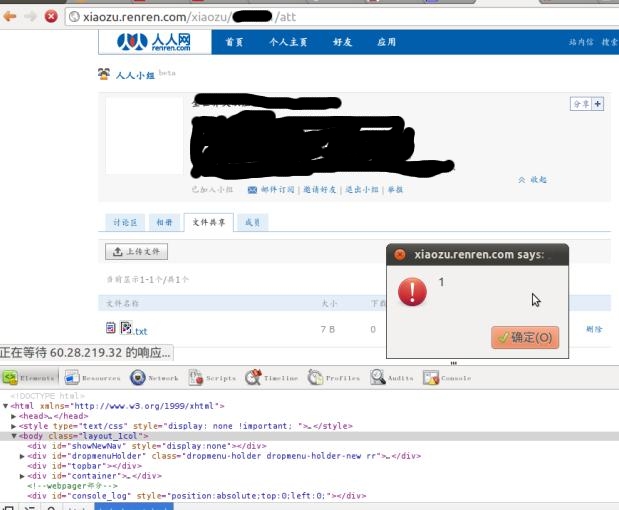 xiaozu.renren.com/xiaozu/ /att
人人网 renren.com 首页 个人主页 好友 应用 站内信 搜索
人人小组 beta
分享 +
已加入小组 邮件订阅 | 邀请好友 | 退出小组 | 举报
收起
讨论区 相册 文件共享 成员
上传文件
当前显示1-1个/共1个
文件名称 大小 下载
.txt 7 B 0 删除
xiaozu.renren.com says:
1
确定(O)
正在等待 60.28.219.32 的响应...
Elements Resources Network Scripts Timeline Profiles Audits Console
<!DOCTYPE html>
<html xmlns="http://www.w3.org/1999/xhtml">
<head>…</head>
<style type="text/css" style="display: none !important; ">…</style>
<body class="layout_1col">
<div id="showNewNav" style="display:none"></div>
<div id="dropmenuHolder" class="dropmenu-holder dropmenu-holder-new rr">…</div>
<div id="topbar"></div>
<div id="container">…</div>
<!--webpager部分-->
<div id="console_log" style="position:absolute;top:0;left:0;"></div>